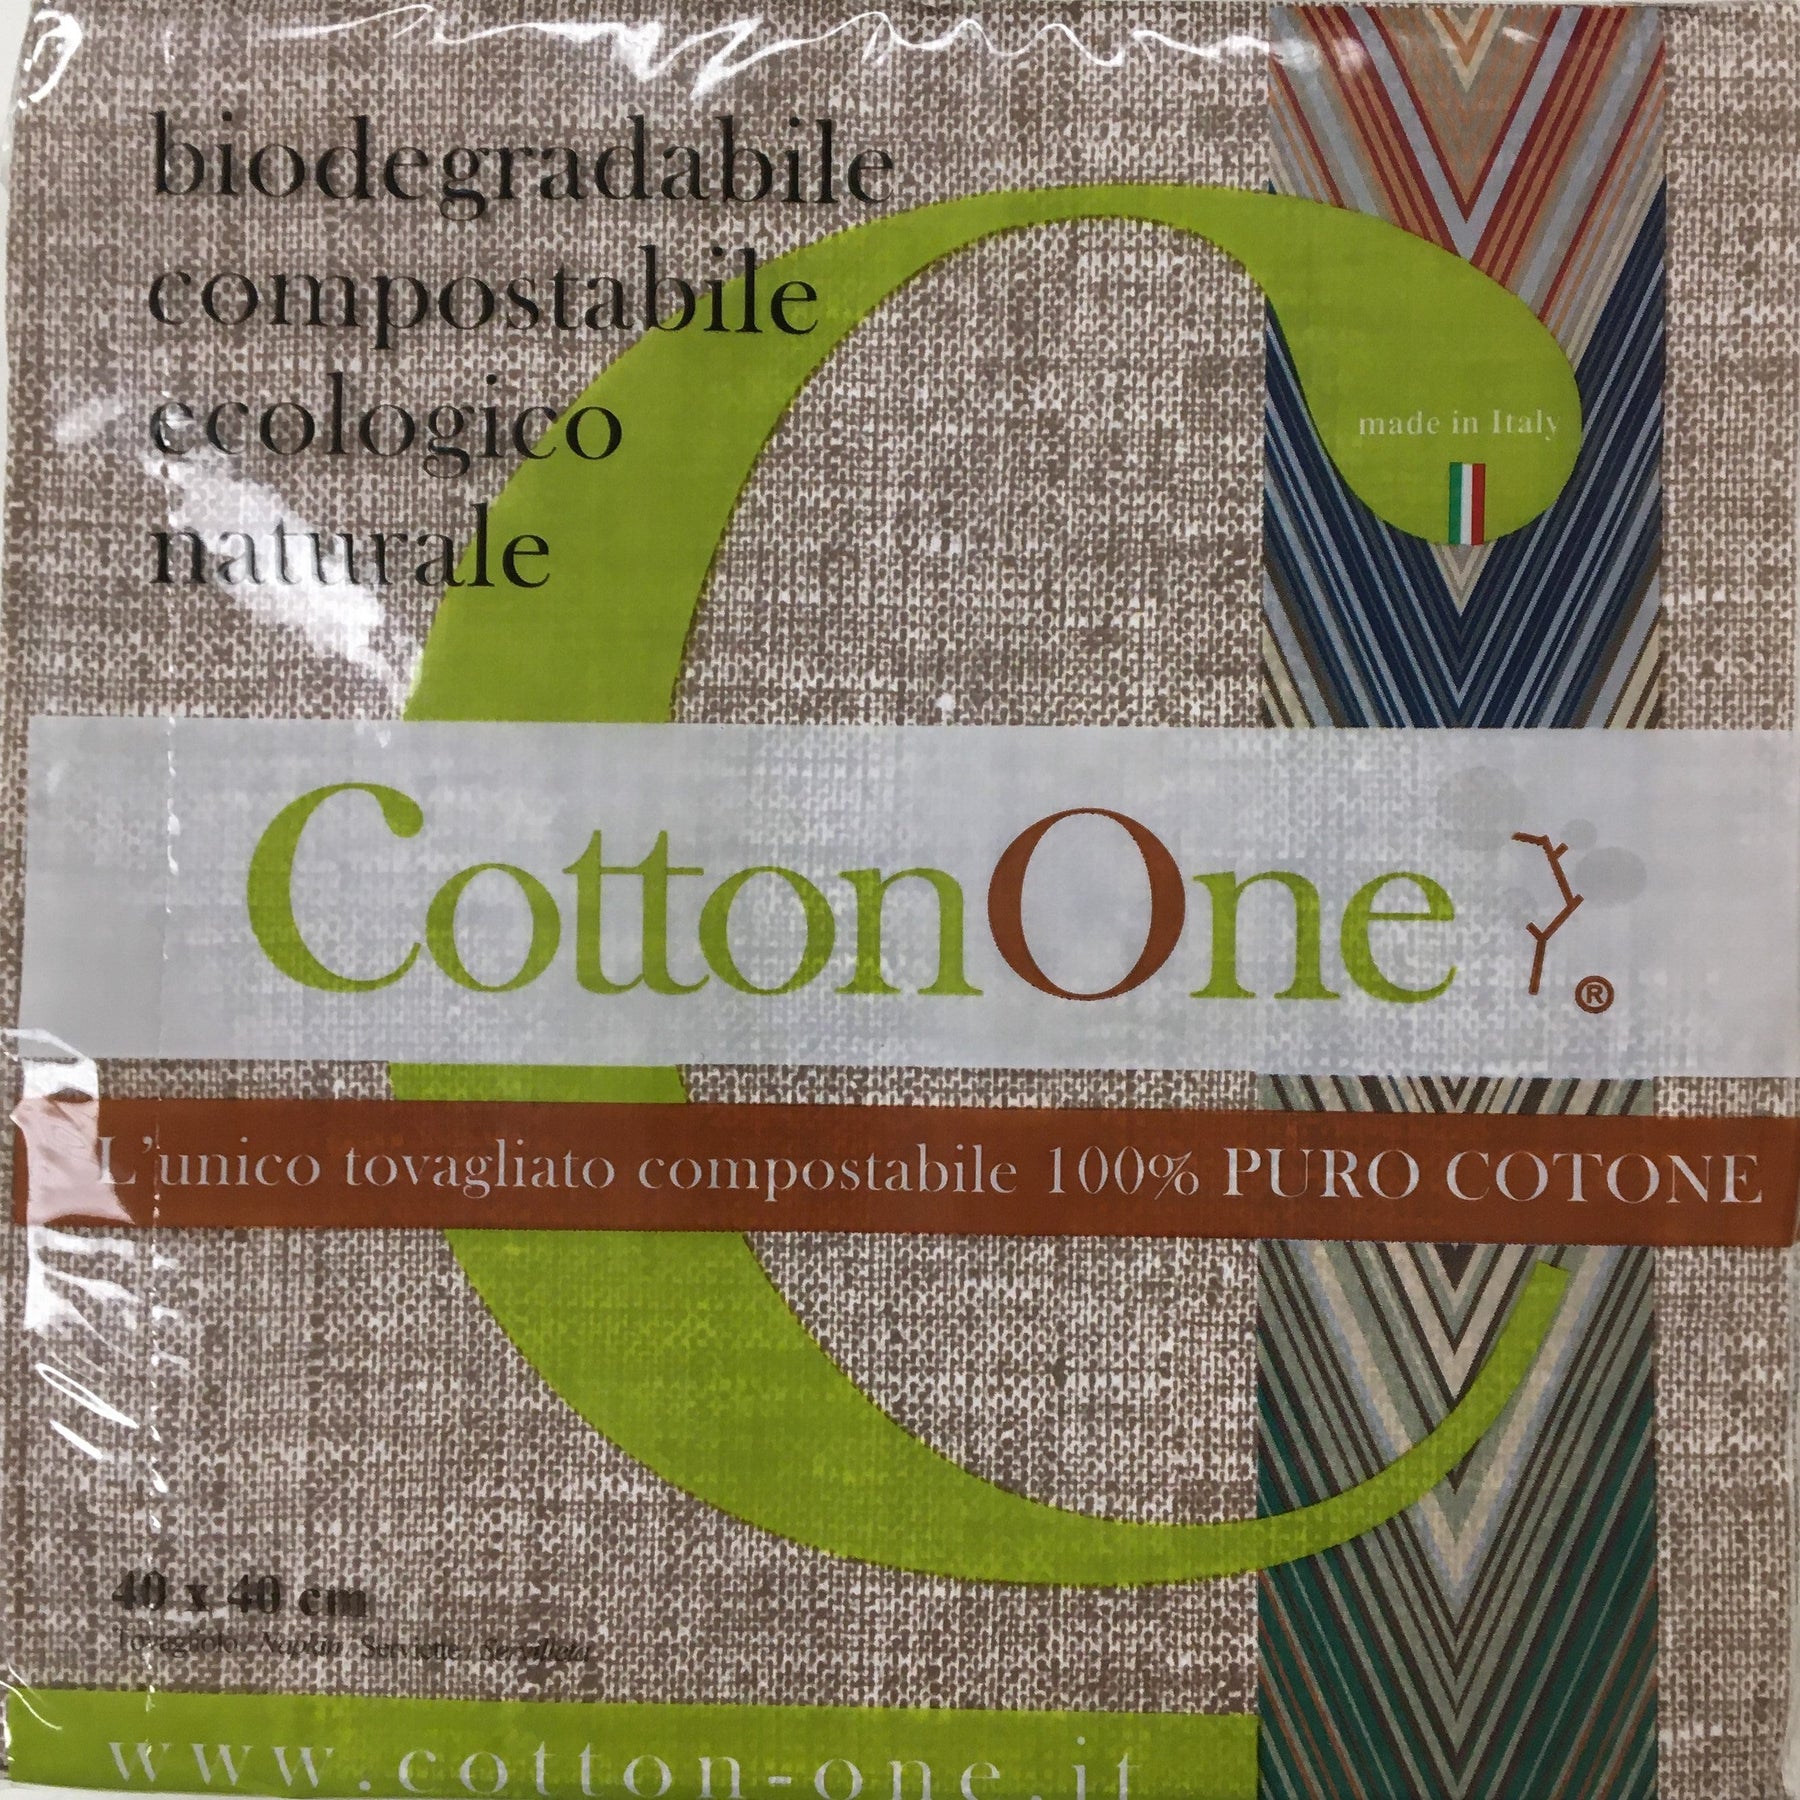 biodegradabile
compostabile
ecologico
naturale
made in Italy
CottonOne ®
L'unico tovagliato compostabile 100% PURO COTONE
40 x 40 cm
Tovagliolo / Napkin / Serviette / Servilleta
www.cotton-one.it